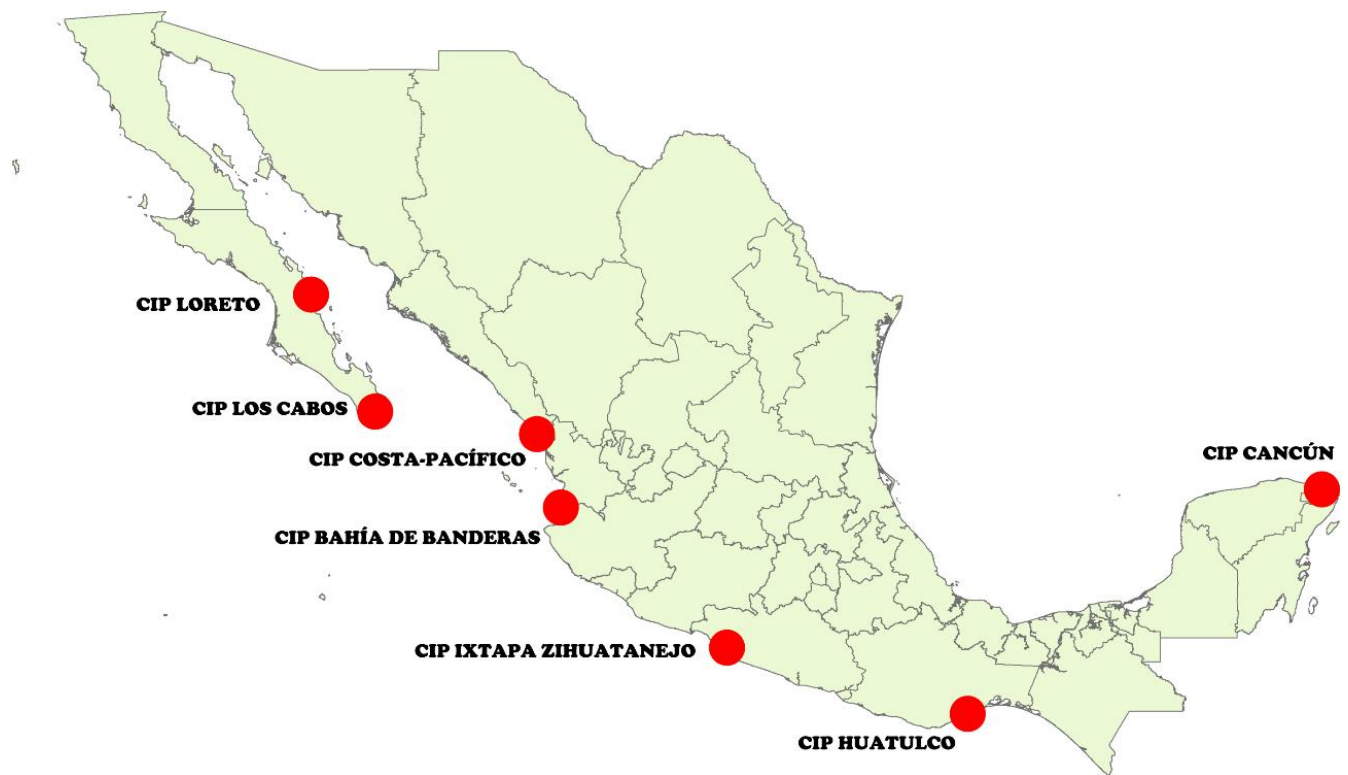 CIP LORETO
CIP LOS CABOS
CIP COSTA-PACÍFICO
CIP CANCÚN
CIP BAHÍA DE BANDERAS
CIP IXTAPA ZIHUATANEJO
CIP HUATULCO